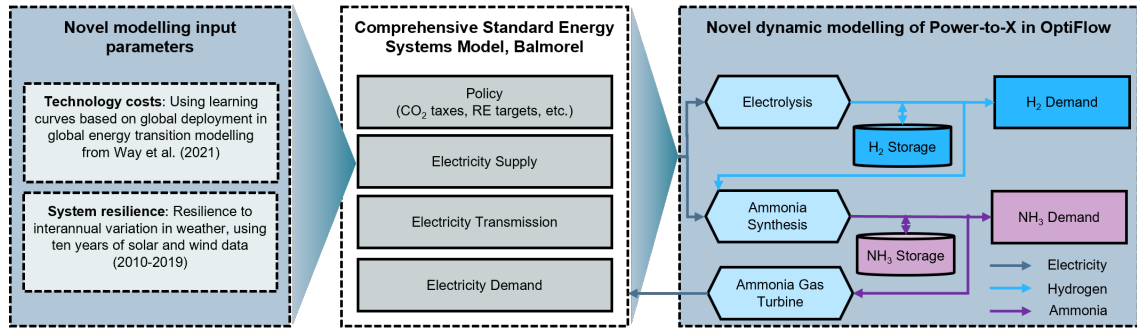 Novel modelling input
parameters
Technology costs: Using learning
curves based on global deployment in
global energy transition modelling
from Way et al. (2021)
System resilience: Resilience to
interannual variation in weather, using
ten years of solar and wind data
(2010-2019)
Comprehensive Standard Energy
Systems Model, Balmorel
Policy
(CO₂ taxes, RE targets, etc.)
Electricity Supply
Electricity Transmission
Electricity Demand
Novel dynamic modelling of Power-to-X in OptiFlow
Electrolysis
H₂ Demand
H₂ Storage
Ammonia
Synthesis
NH₃ Demand
NH₃ Storage
Ammonia Gas
Turbine
Electricity
Hydrogen
Ammonia